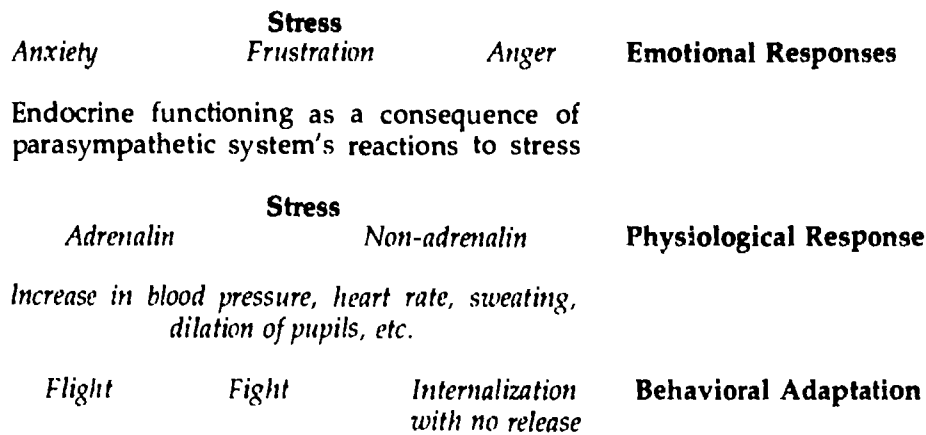 Stress
Anxiety Frustration Anger Emotional Responses
Endocrine functioning as a consequence of
parasympathetic system's reactions to stress
Stress
Adrenalin Non-adrenalin Physiological Response
Increase in blood pressure, heart rate, sweating,
dilation of pupils, etc.
Flight Fight Internalization Behavioral Adaptation
with no release